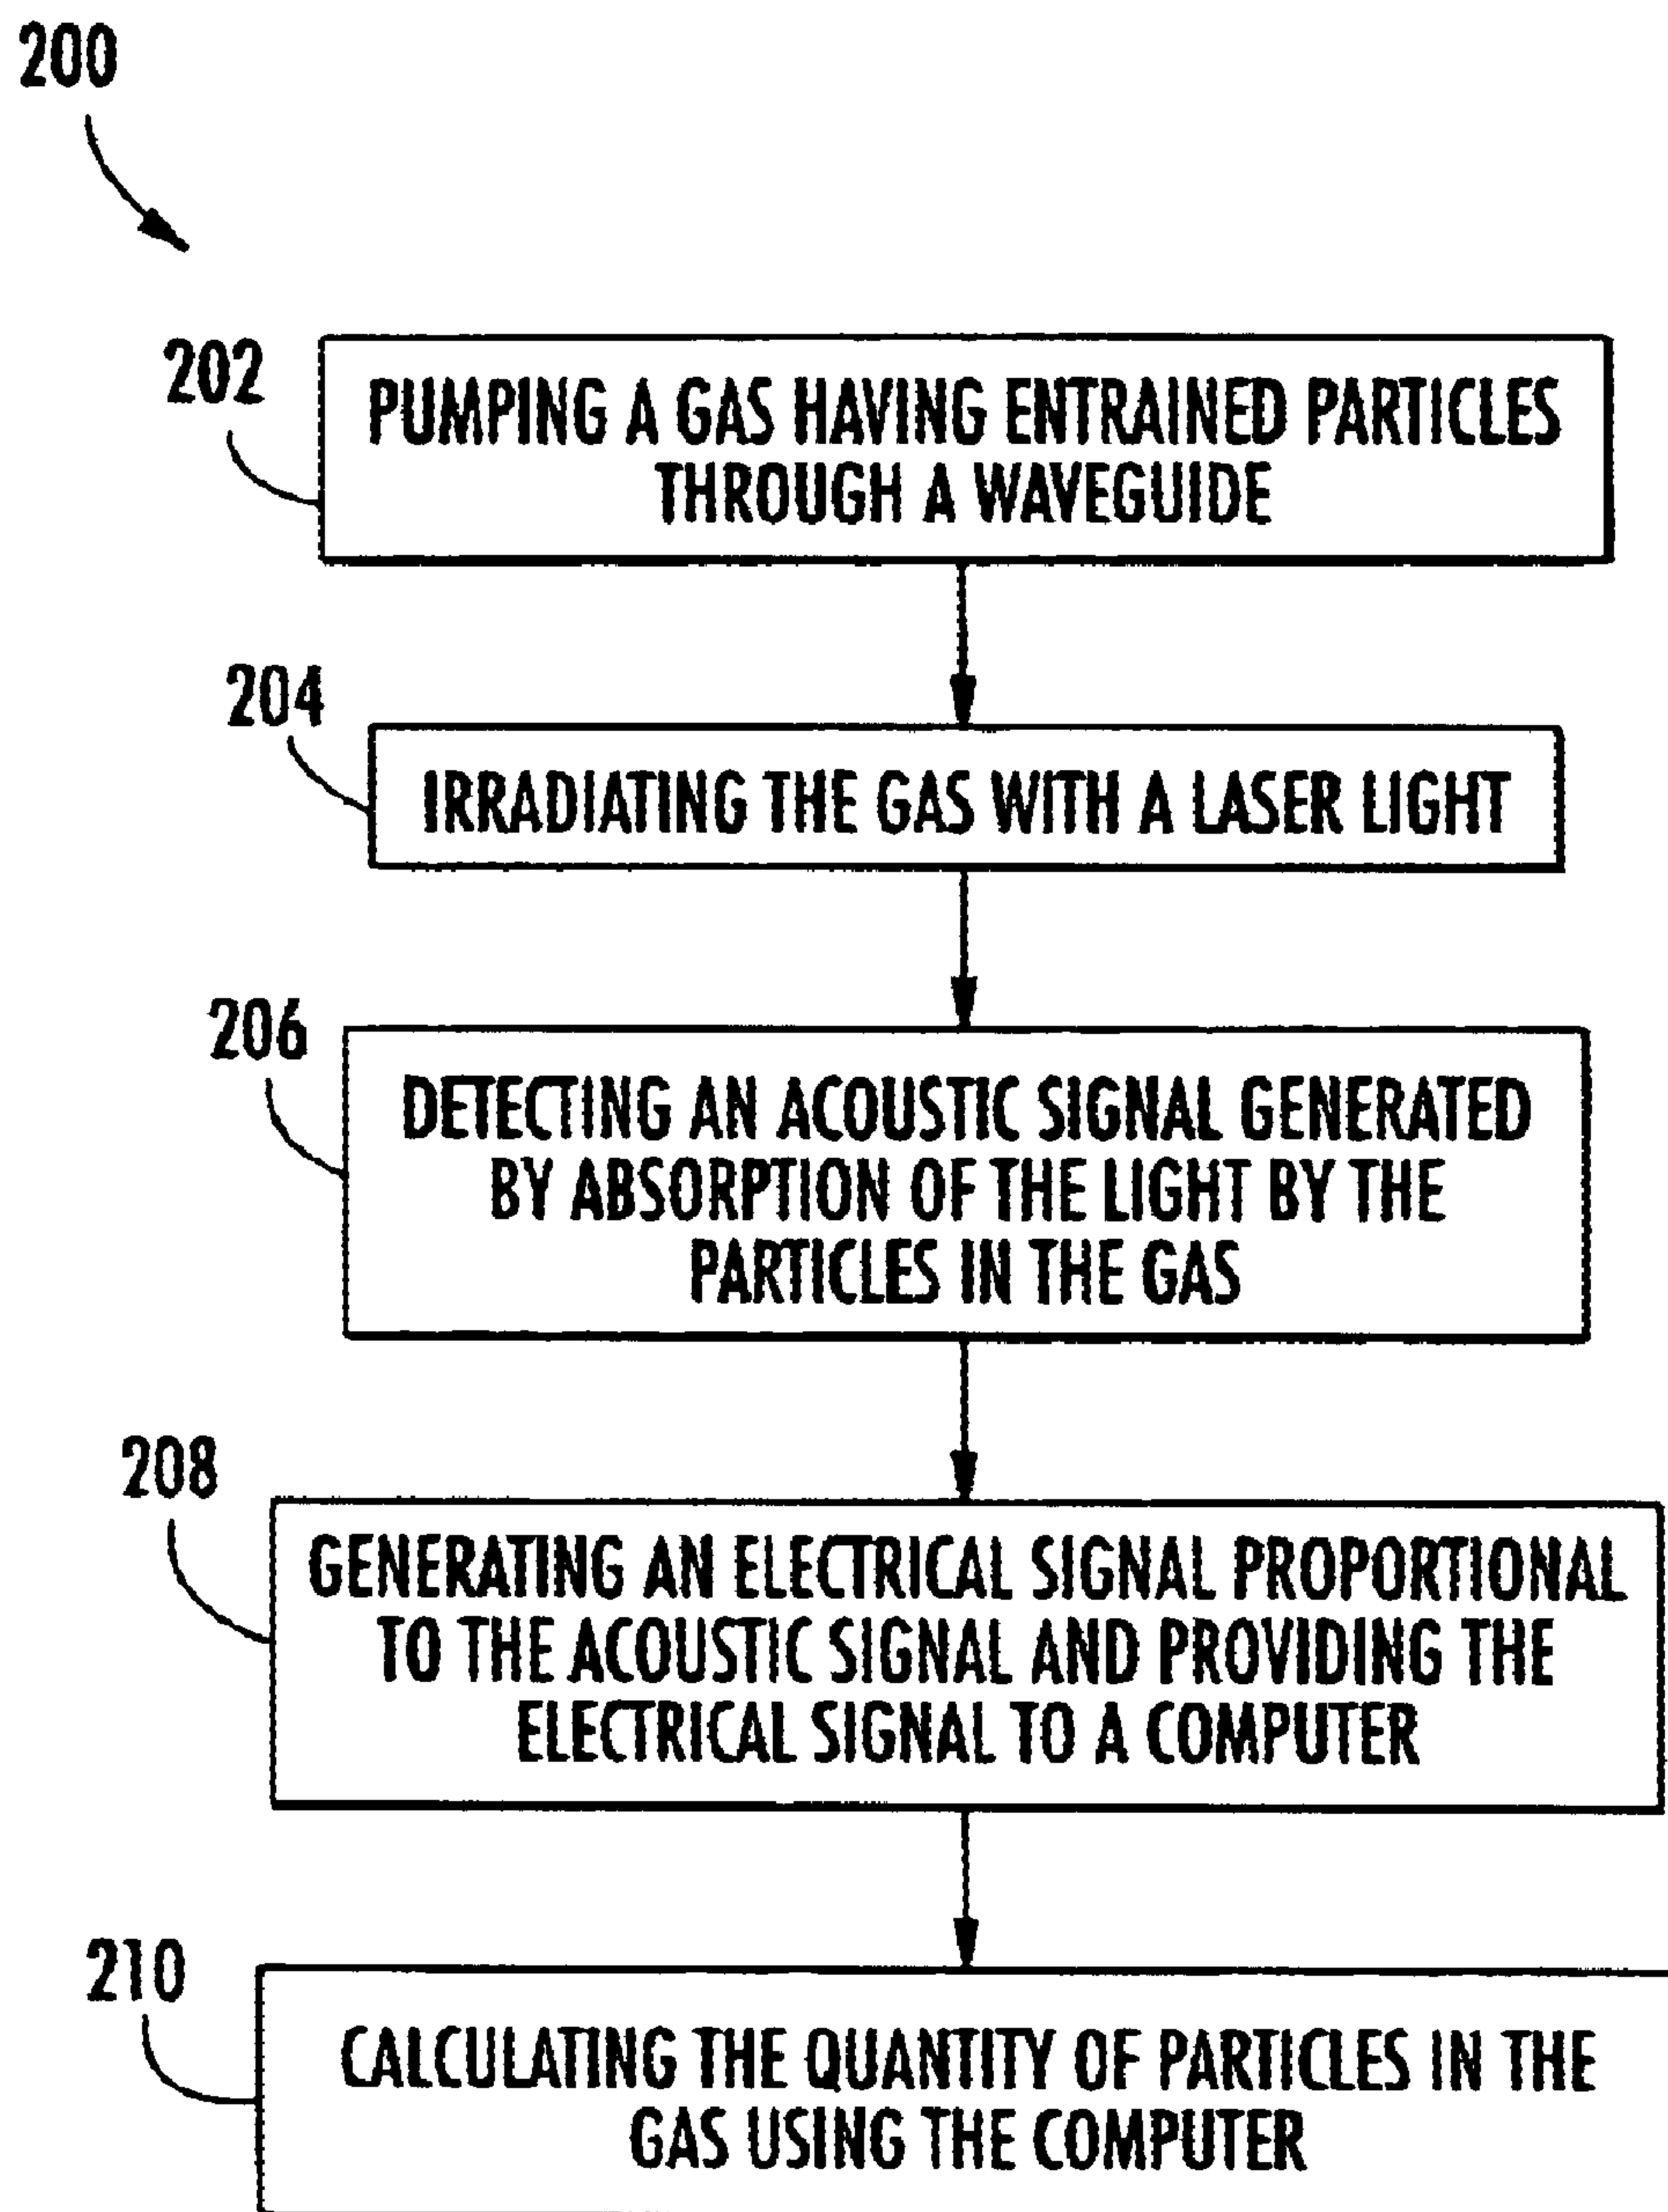 200
202
PUMPING A GAS HAVING ENTRAINED PARTICLES
THROUGH A WAVEGUIDE
204
IRRADIATING THE GAS WITH A LASER LIGHT
206
DETECTING AN ACOUSTIC SIGNAL GENERATED
BY ABSORPTION OF THE LIGHT BY THE
PARTICLES IN THE GAS
208
GENERATING AN ELECTRICAL SIGNAL PROPORTIONAL
TO THE ACOUSTIC SIGNAL AND PROVIDING THE
ELECTRICAL SIGNAL TO A COMPUTER
210
CALCULATING THE QUANTITY OF PARTICLES IN THE
GAS USING THE COMPUTER